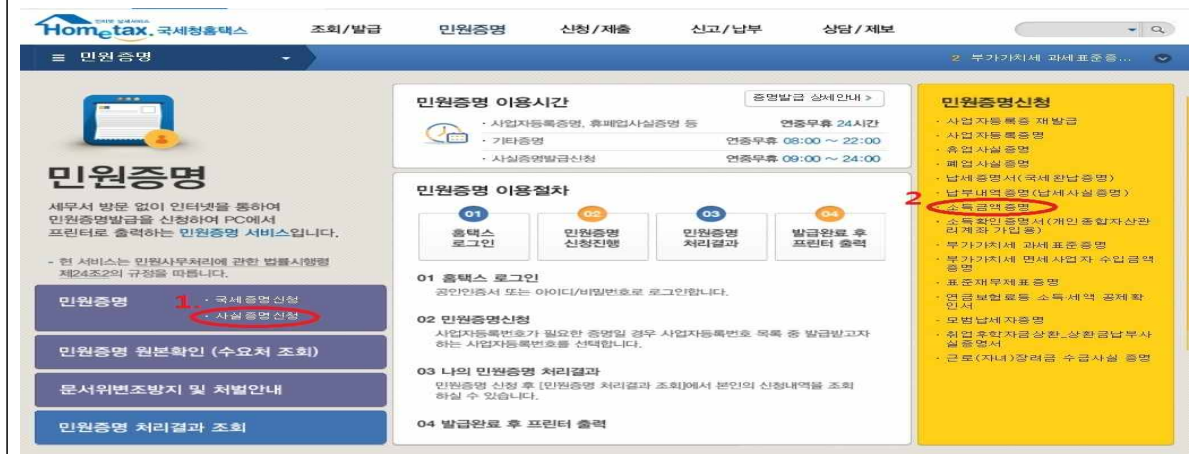 Hometax. 국세청홈택스
조회/발급
민원증명
신청/제출
신고/납부
상담/제보
≡ 민원증명
2 부가가치세 과세표준증...
민원증명
세무서 방문 없이 인터넷을 통하여
민원증명발급을 신청하여 PC에서
프린터로 출력하는 민원증명 서비스입니다.
- 현 서비스는 민원사무처리에 관한 법률시행령
제24조2의 규정을 따릅니다.
민원증명
1.
· 국세증명신청
· 사실증명신청
민원증명 원본확인 (수요처 조회)
문서위변조방지 및 처벌안내
민원증명 처리결과 조회
민원증명 이용시간
증명발급 상세안내 >
· 사업자등록증명, 휴폐업사실증명 등 연중무휴 24시간
· 기타증명 연중무휴 08:00 ~ 22:00
· 사실증명발급신청 연중무휴 09:00 ~ 24:00
민원증명 이용절차
01
홈택스
로그인
02
민원증명
신청진행
03
민원증명
처리결과
04
발급완료 후
프린터 출력
01 홈택스 로그인
공인인증서 또는 아이디/비밀번호로 로그인합니다.
02 민원증명신청
사업자등록번호가 필요한 증명일 경우 사업자등록번호 목록 중 발급받고자
하는 사업자등록번호를 선택합니다.
03 나의 민원증명 처리결과
민원증명 신청 후 [민원증명 처리결과 조회]에서 본인의 신청내역을 조회
하실 수 있습니다.
04 발급완료 후 프린터 출력
민원증명신청
· 사업자등록증 재발급
· 사업자등록증명
· 휴업사실증명
· 폐업사실증명
· 납세증명서(국세완납증명)
· 납부내역증명(납세사실증명)
2
· 소득금액증명
· 소득확인증명서(개인종합자산관
리계좌 가입용)
· 부가가치세 과세표준증명
· 부가가치세 면세사업자 수입금액
증명
· 표준재무제표증명
· 연금보험료등 소득·세액 공제확
인서
· 모범납세자증명
· 취업후학자금상환_상환금납부사
실증명서
· 근로(자녀)장려금 수급사실 증명